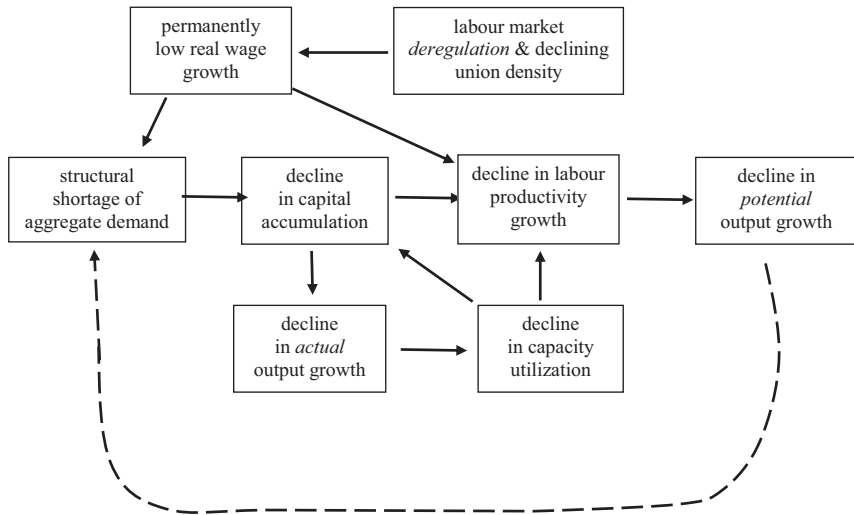 permanently
low real wage
growth
labour market
deregulation & declining
union density
structural
shortage of
aggregate demand
decline
in capital
accumulation
decline in labour
productivity
growth
decline in
potential
output growth
decline
in actual
output growth
decline
in capacity
utilization